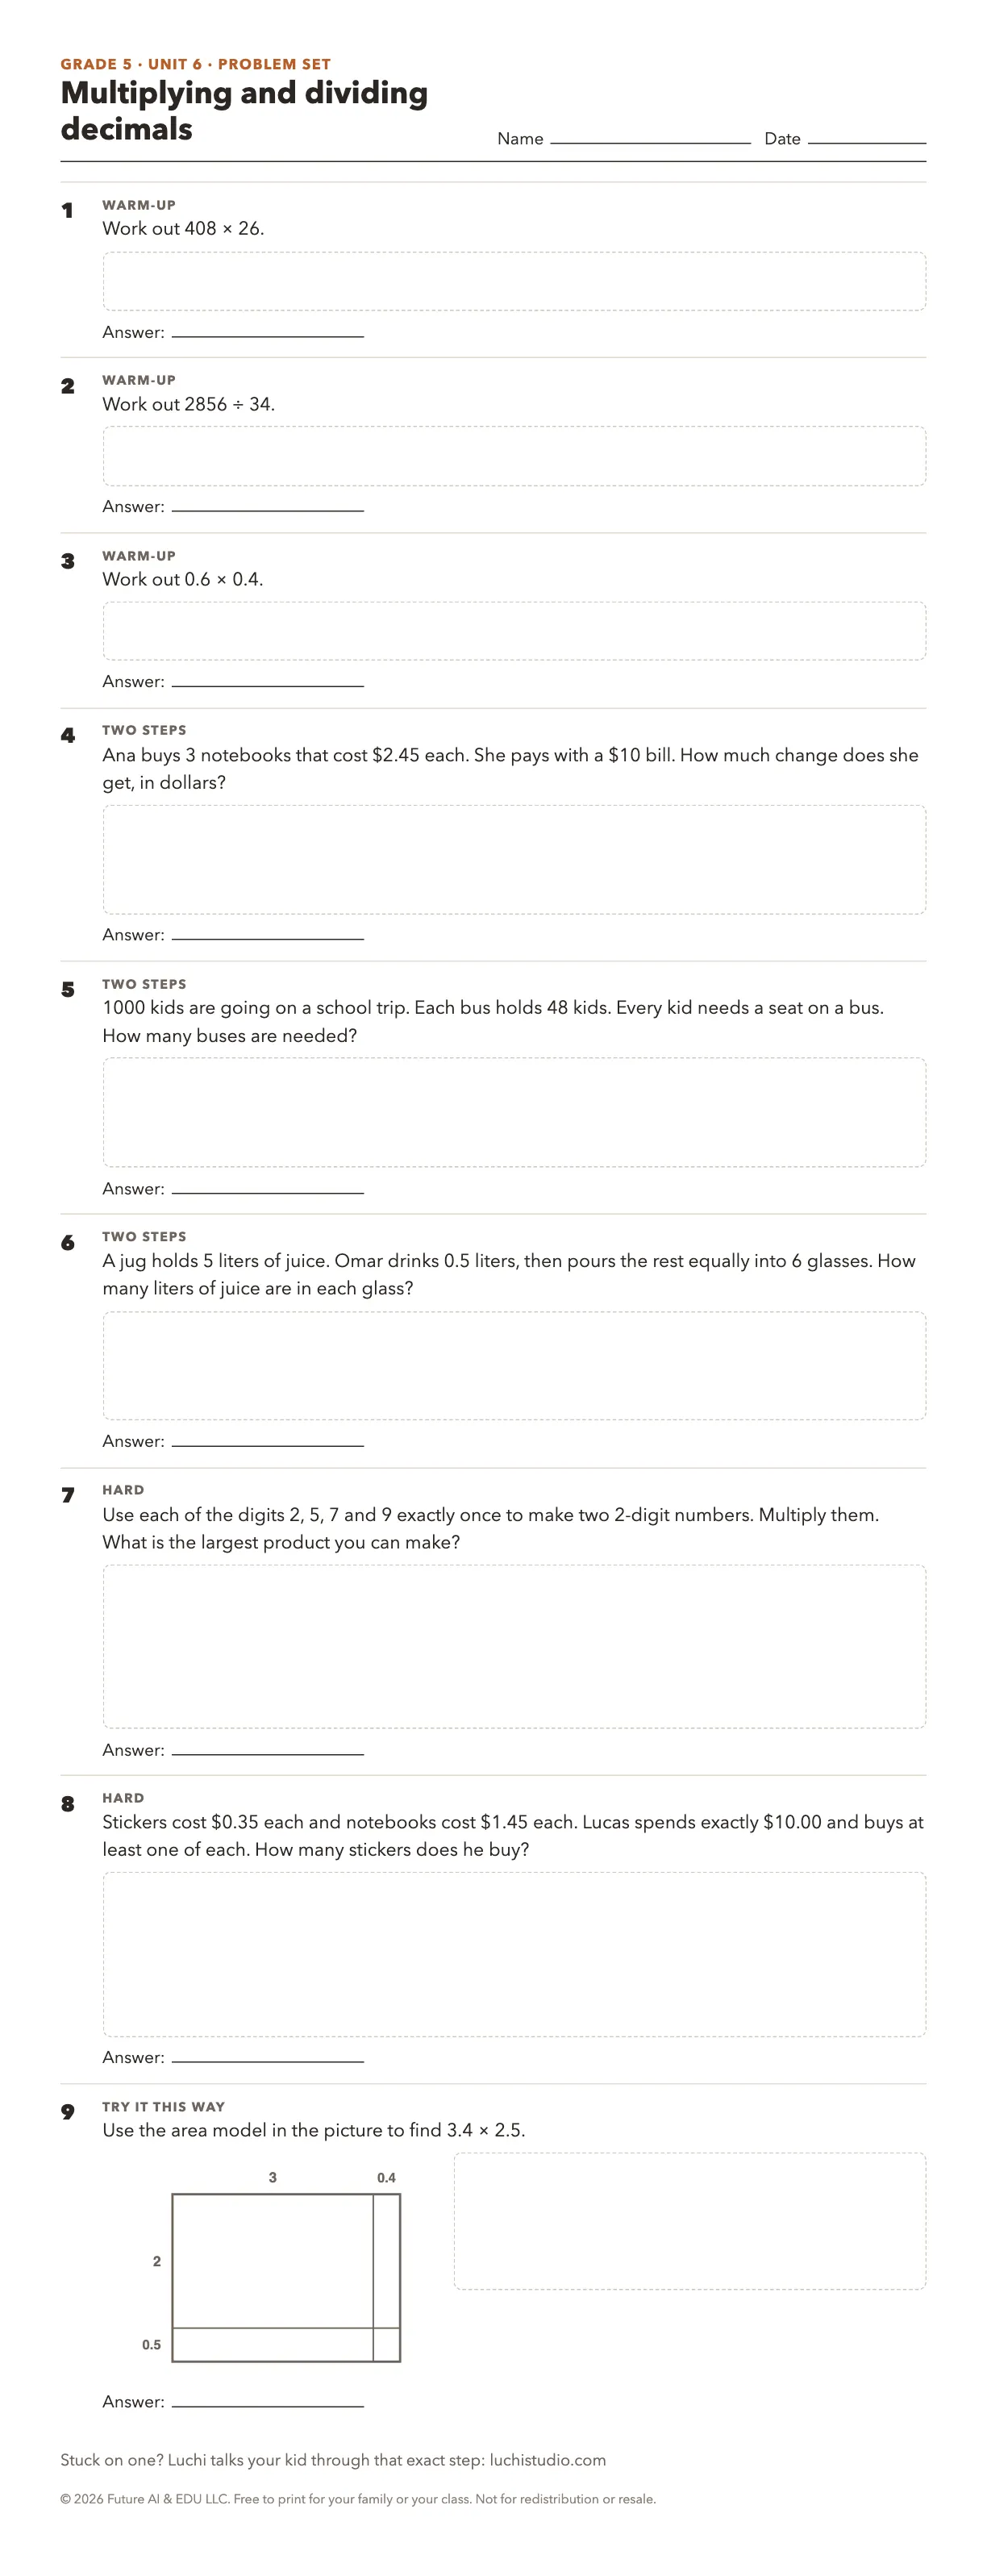 GRADE 5 · UNIT 6 · PROBLEM SET
Multiplying and dividing
decimals
Name
Date
1
WARM-UP
Work out 408 × 26.
Answer:
2
WARM-UP
Work out 2856 ÷ 34.
Answer:
3
WARM-UP
Work out 0.6 × 0.4.
Answer:
4
TWO STEPS
Ana buys 3 notebooks that cost $2.45 each. She pays with a $10 bill. How much change does she
get, in dollars?
Answer:
5
TWO STEPS
1000 kids are going on a school trip. Each bus holds 48 kids. Every kid needs a seat on a bus.
How many buses are needed?
Answer:
6
TWO STEPS
A jug holds 5 liters of juice. Omar drinks 0.5 liters, then pours the rest equally into 6 glasses. How
many liters of juice are in each glass?
Answer:
7
HARD
Use each of the digits 2, 5, 7 and 9 exactly once to make two 2-digit numbers. Multiply them.
What is the largest product you can make?
Answer:
8
HARD
Stickers cost $0.35 each and notebooks cost $1.45 each. Lucas spends exactly $10.00 and buys at
least one of each. How many stickers does he buy?
Answer:
9
TRY IT THIS WAY
Use the area model in the picture to find 3.4 × 2.5.
3 0.4
2
0.5
Answer:
Stuck on one? Luchi talks your kid through that exact step: luchistudio.com
© 2026 Future AI & EDU LLC. Free to print for your family or your class. Not for redistribution or resale.